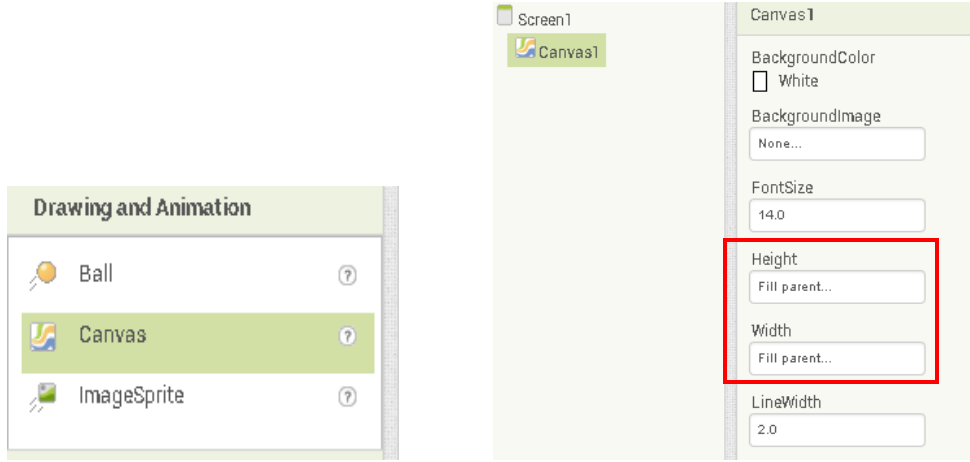 Drawing and Animation
Ball
?
Canvas
?
ImageSprite
?
Screen1
Canvas1
Canvas1
BackgroundColor
White
BackgroundImage
None...
FontSize
14.0
Height
Fill parent...
Width
Fill parent...
LineWidth
2.0